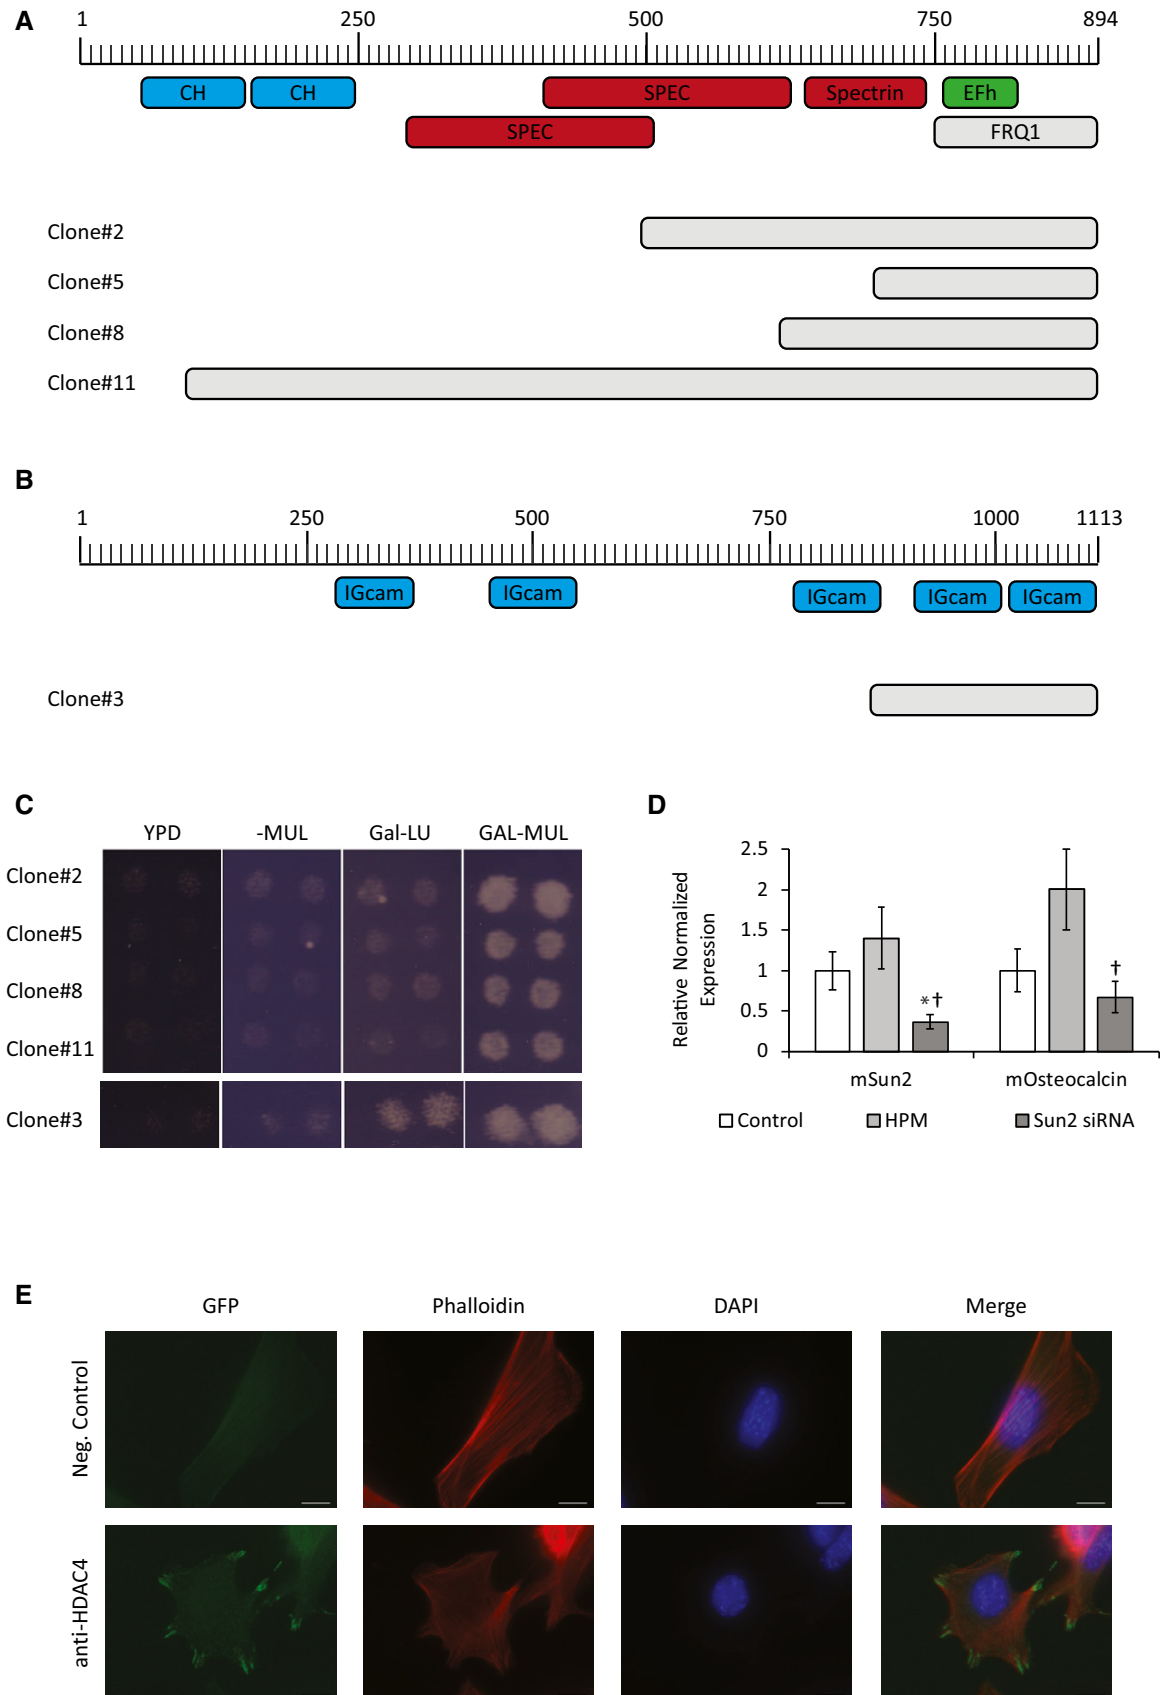 A
1 250 500 750 894
CH CH SPEC Spectrin EFh
SPEC FRQ1
Clone#2
Clone#5
Clone#8
Clone#11
B
1 250 500 750 1000 1113
IGcam IGcam IGcam IGcam IGcam
Clone#3
C
YPD -MUL Gal-LU GAL-MUL
Clone#2
Clone#5
Clone#8
Clone#11
Clone#3
D
Relative Normalized
Expression
2.5
2
1.5
1
0.5
0
*†
†
mSun2 mOsteocalcin
Control HPM Sun2 siRNA
E
GFP Phalloidin DAPI Merge
Neg. Control
anti-HDAC4